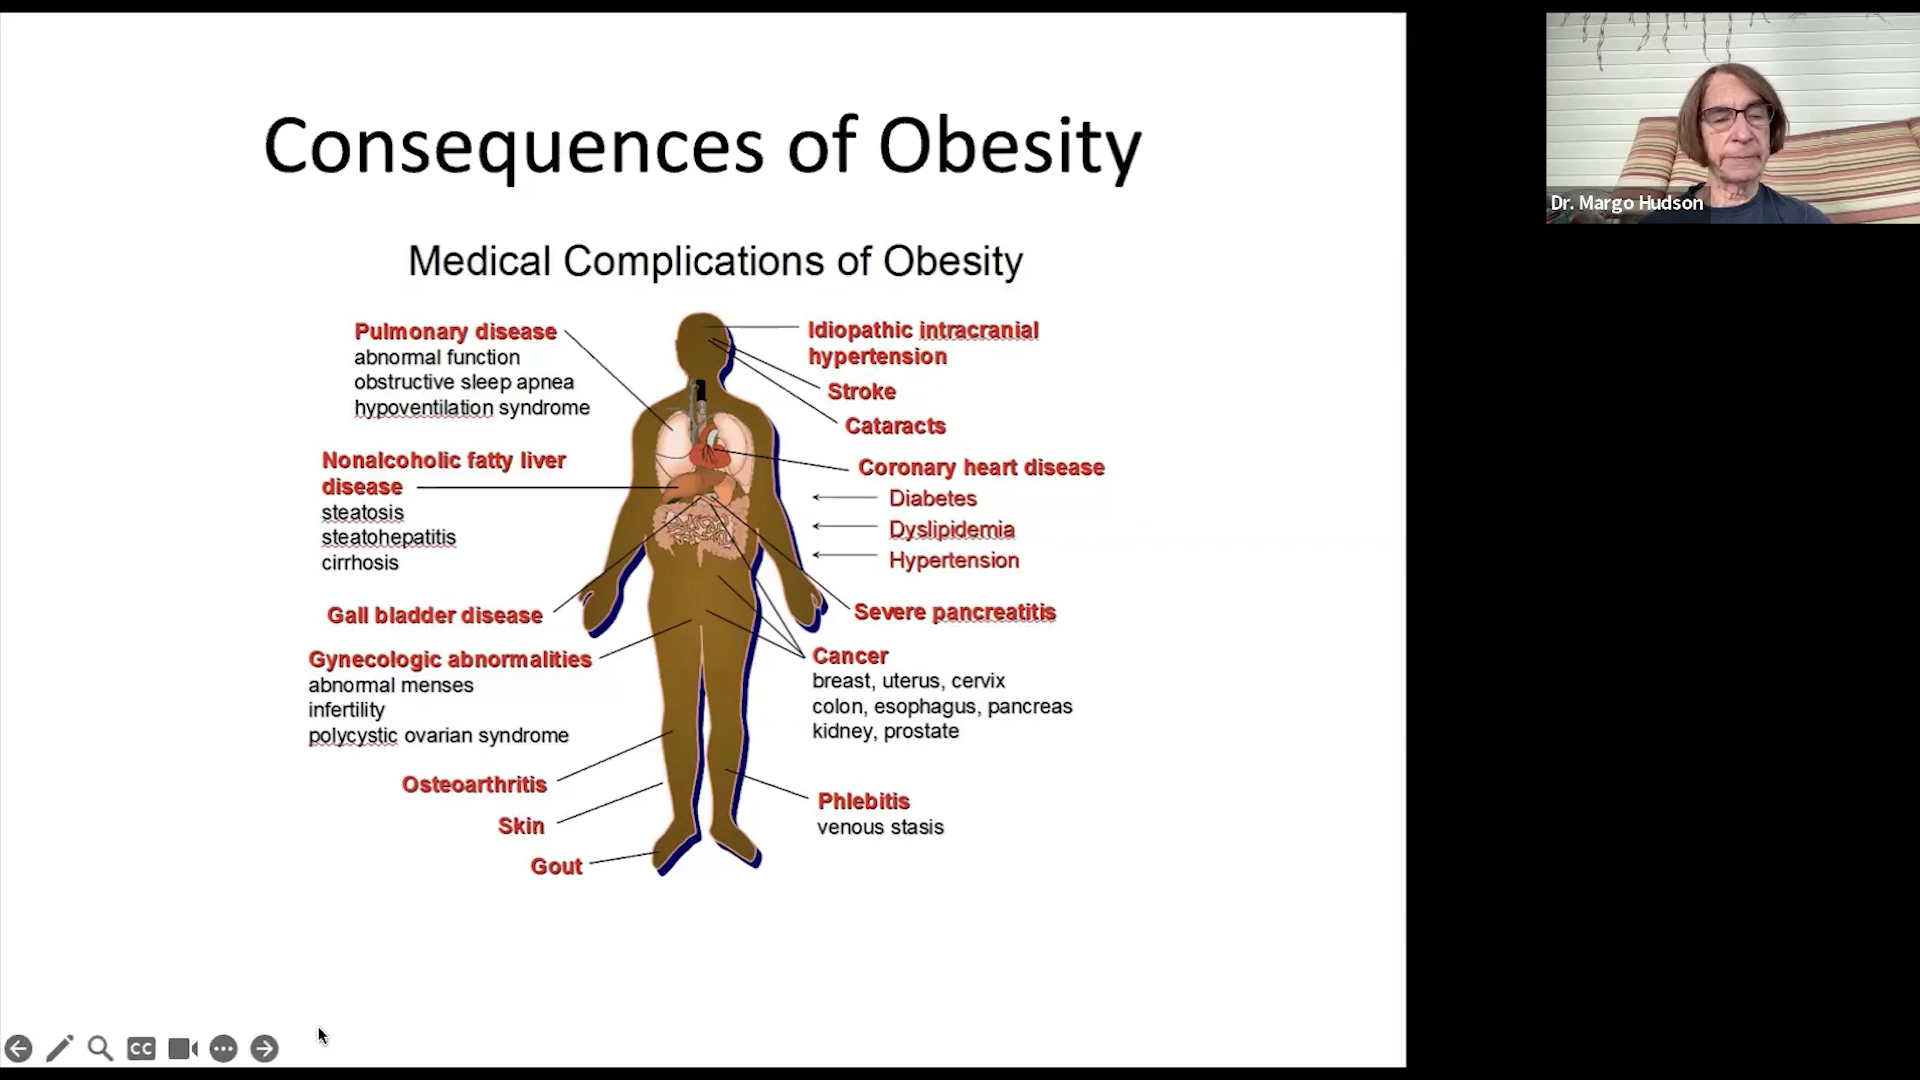 Consequences of Obesity
Medical Complications of Obesity
Pulmonary disease
abnormal function
obstructive sleep apnea
hypoventilation syndrome
Nonalcoholic fatty liver
disease
steatosis
steatohepatitis
cirrhosis
Gall bladder disease
Gynecologic abnormalities
abnormal menses
infertility
polycystic ovarian syndrome
Osteoarthritis
Skin
Gout
Idiopathic intracranial
hypertension
Stroke
Cataracts
Coronary heart disease
Diabetes
Dyslipidemia
Hypertension
Severe pancreatitis
Cancer
breast, uterus, cervix
colon, esophagus, pancreas
kidney, prostate
Phlebitis
venous stasis
CC
Dr. Margo Hudson